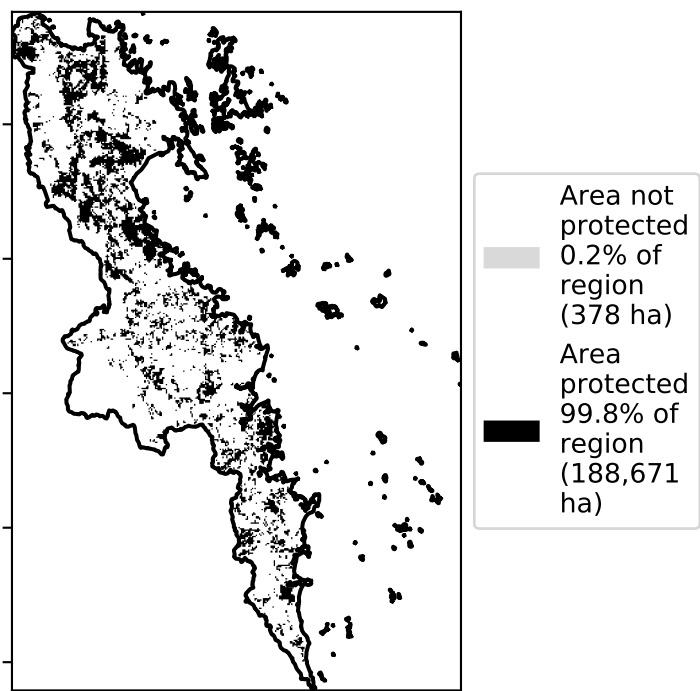 Area not
protected
0.2% of
region
(378 ha)
Area
protected
99.8% of
region
(188,671
ha)